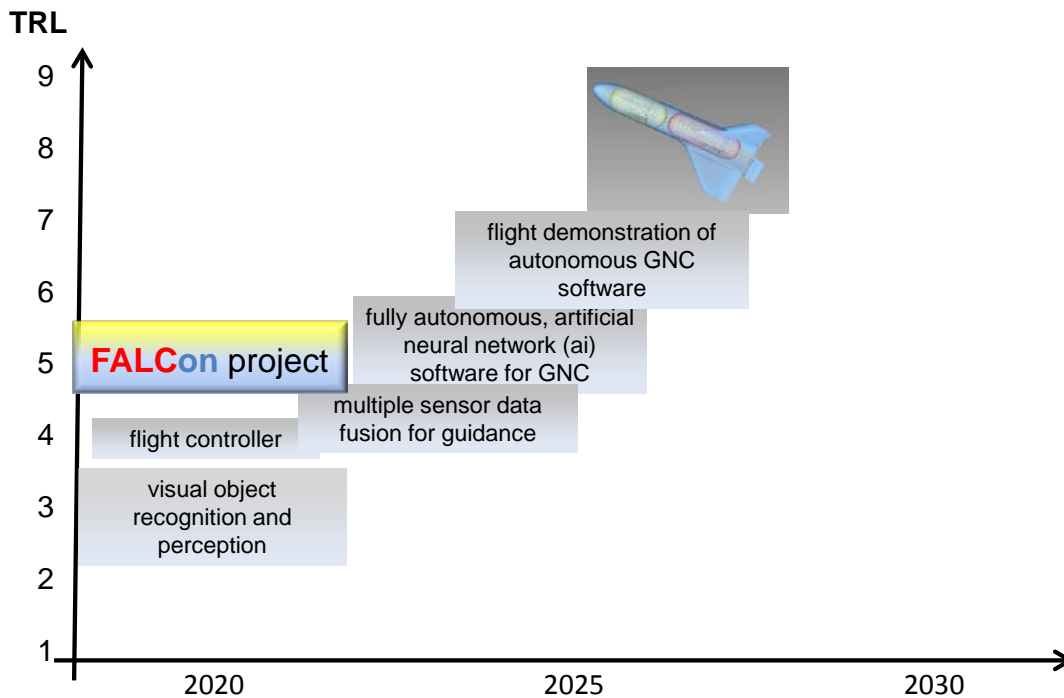 TRL
9
8
7
6
5
4
3
2
1
flight demonstration of
autonomous GNC
software
fully autonomous, artificial
neural network (ai)
software for GNC
FALCon project
multiple sensor data
fusion for guidance
flight controller
visual object
recognition and
perception
2020
2025
2030